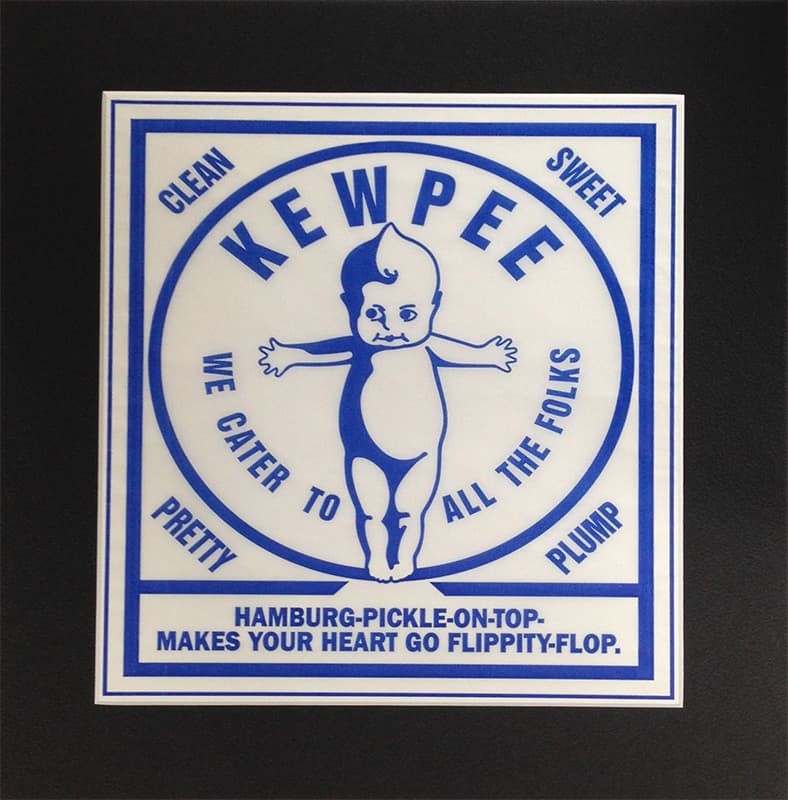 CLEAN
SWEET
KEWPEE
WE CATER TO ALL THE FOLKS
PRETTY
PLUMP
HAMBURG-PICKLE-ON-TOP-
MAKES YOUR HEART GO FLIPPITY-FLOP.